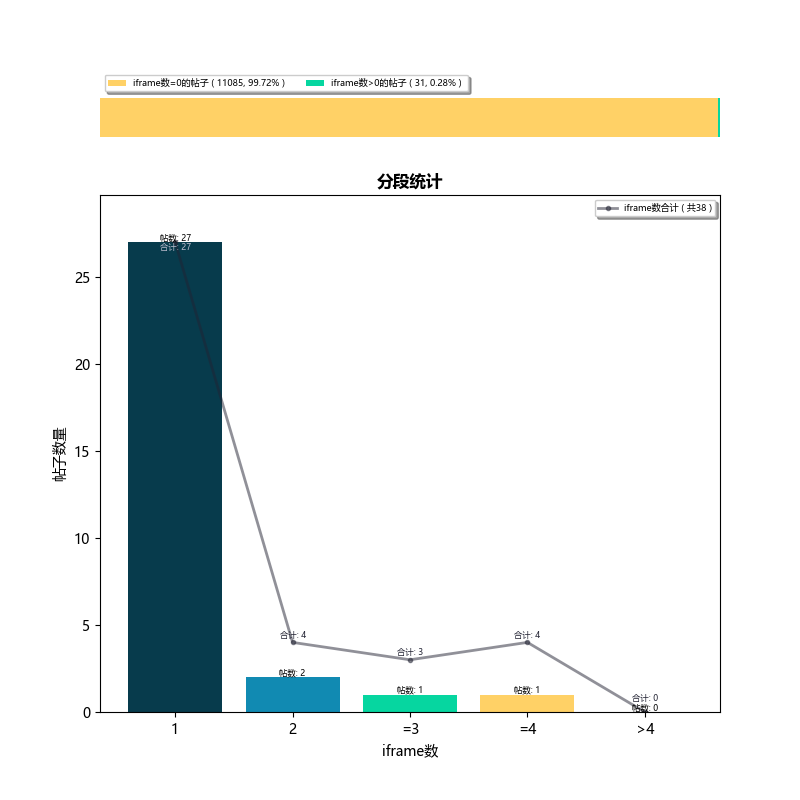 iframe数=0的帖子 ( 11085, 99.72% )
iframe数>0的帖子 ( 31, 0.28% )
分段统计
iframe数合计 ( 共38 )
帖数: 27
合计: 27
合计: 4
合计: 3
合计: 4
合计: 0
帖数: 2
帖数: 1
帖数: 1
帖数: 0
25
20
15
10
5
0
帖子数量
1
2
=3
=4
>4
iframe数